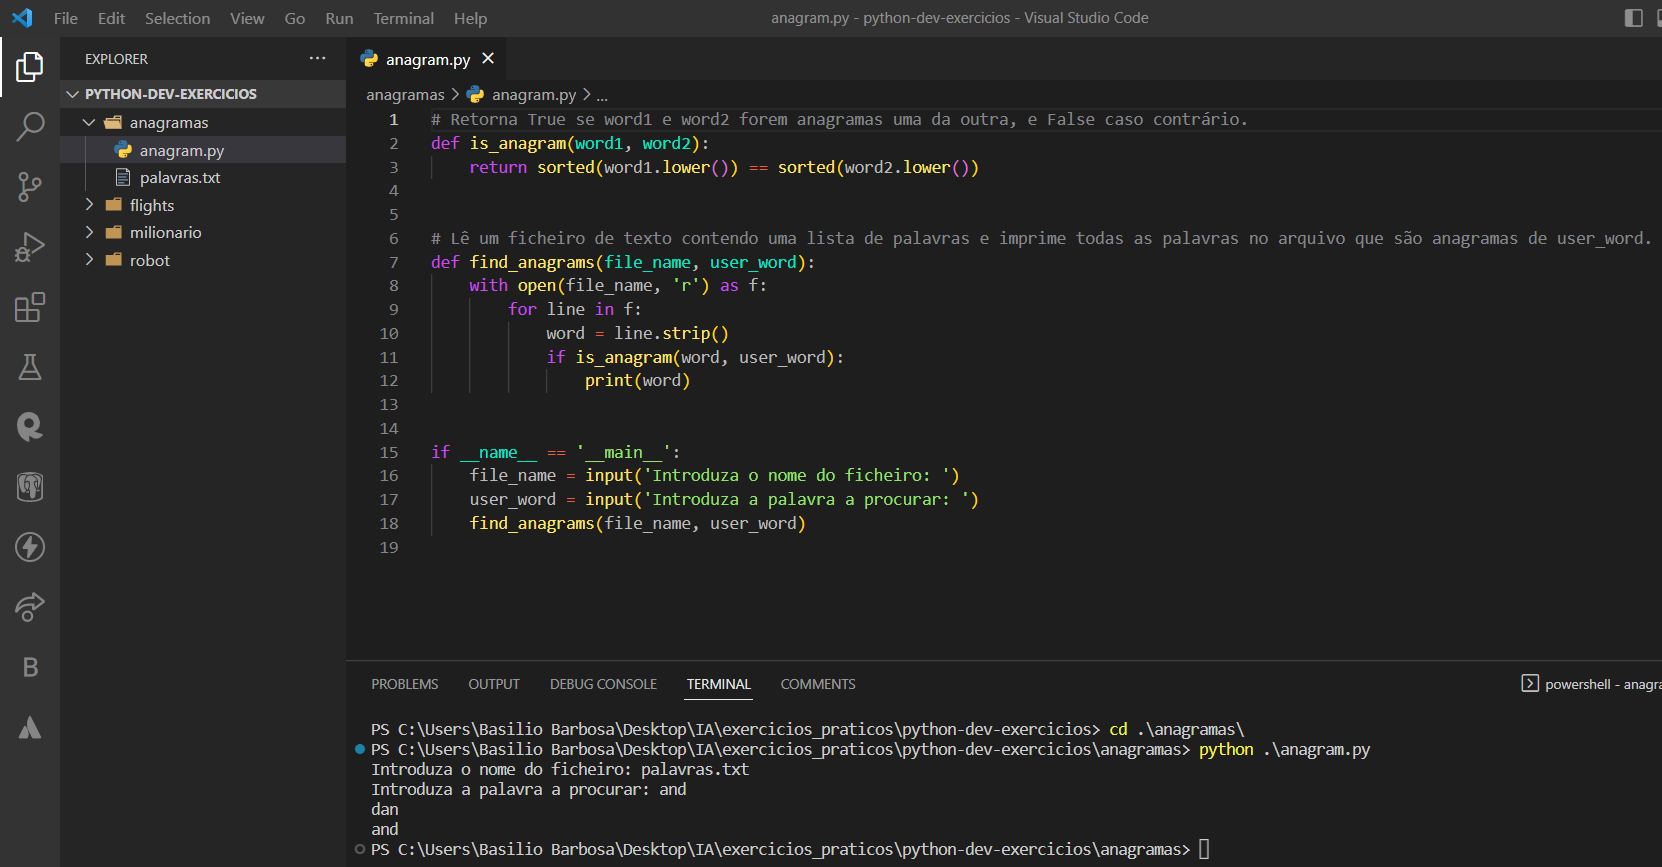 File Edit Selection View Go Run Terminal Help
anagram.py - python-dev-exercicios - Visual Studio Code
EXPLORER
PYTHON-DEV-EXERCICIOS
anagramas
anagram.py
palavras.txt
flights
milionario
robot
B
anagram.py
anagramas > anagram.py > ...
1 # Retorna True se word1 e word2 forem anagramas uma da outra, e False caso contrário.
2 def is_anagram(word1, word2):
3 return sorted(word1.lower()) == sorted(word2.lower())
4
5
6 # Lê um ficheiro de texto contendo uma lista de palavras e imprime todas as palavras no arquivo que são anagramas de user_word.
7 def find_anagrams(file_name, user_word):
8 with open(file_name, 'r') as f:
9 for line in f:
10 word = line.strip()
11 if is_anagram(word, user_word):
12 print(word)
13
14
15 if __name__ == '__main__':
16 file_name = input('Introduza o nome do ficheiro: ')
17 user_word = input('Introduza a palavra a procurar: ')
18 find_anagrams(file_name, user_word)
19
PROBLEMS OUTPUT DEBUG CONSOLE TERMINAL COMMENTS
powershell - anagra
PS C:\Users\Basilio Barbosa\Desktop\IA\exercicios_praticos\python-dev-exercicios> cd .\anagramas\
PS C:\Users\Basilio Barbosa\Desktop\IA\exercicios_praticos\python-dev-exercicios\anagramas> python .\anagram.py
Introduza o nome do ficheiro: palavras.txt
Introduza a palavra a procurar: and
dan
and
PS C:\Users\Basilio Barbosa\Desktop\IA\exercicios_praticos\python-dev-exercicios\anagramas>